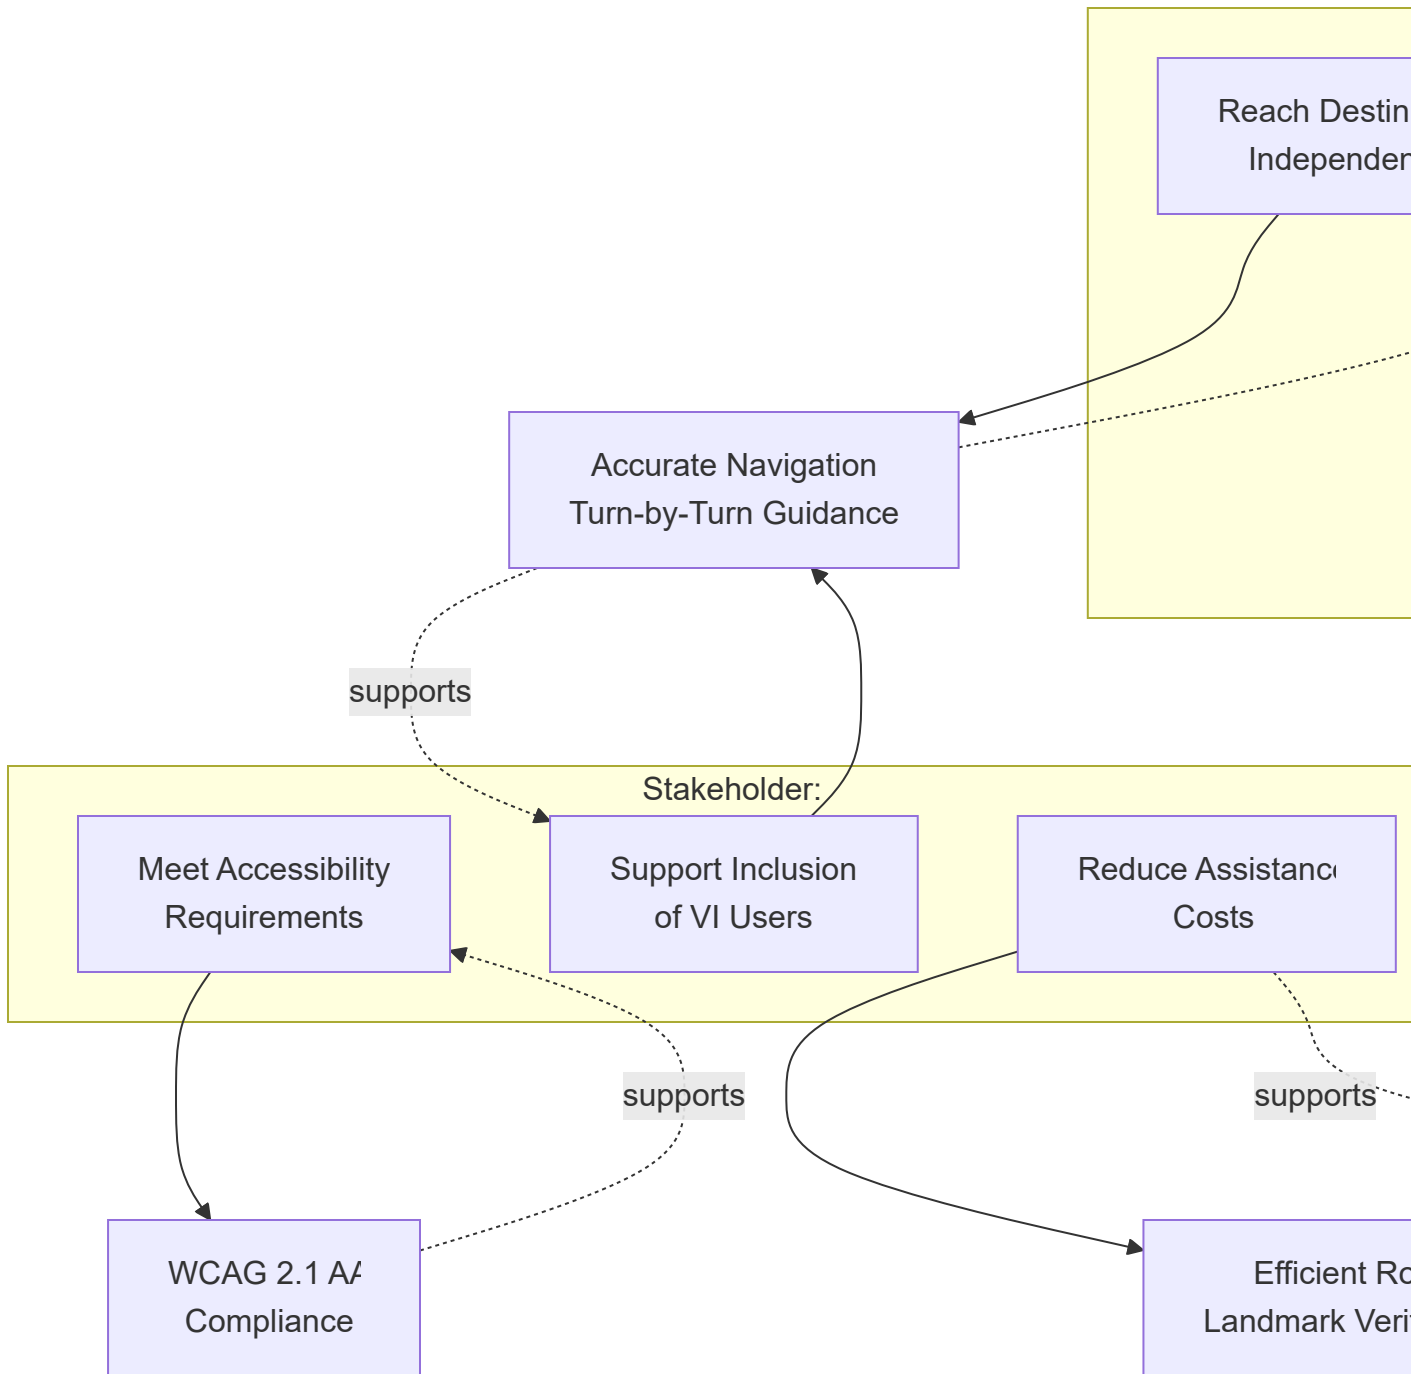 Reach Destin
Independen
Accurate Navigation
Turn-by-Turn Guidance
supports
Stakeholder:
Meet Accessibility
Requirements
Support Inclusion
of VI Users
Reduce Assistanc
Costs
supports
supports
WCAG 2.1 AA
Compliance
Efficient Ro
Landmark Veri